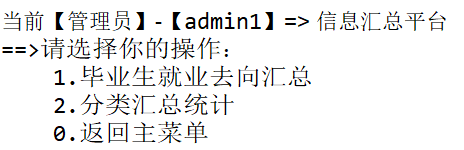 当前【管理员】-【admin1】=> 信息汇总平台
==>请选择你的操作：
1.毕业生就业去向汇总
2.分类汇总统计
0.返回主菜单